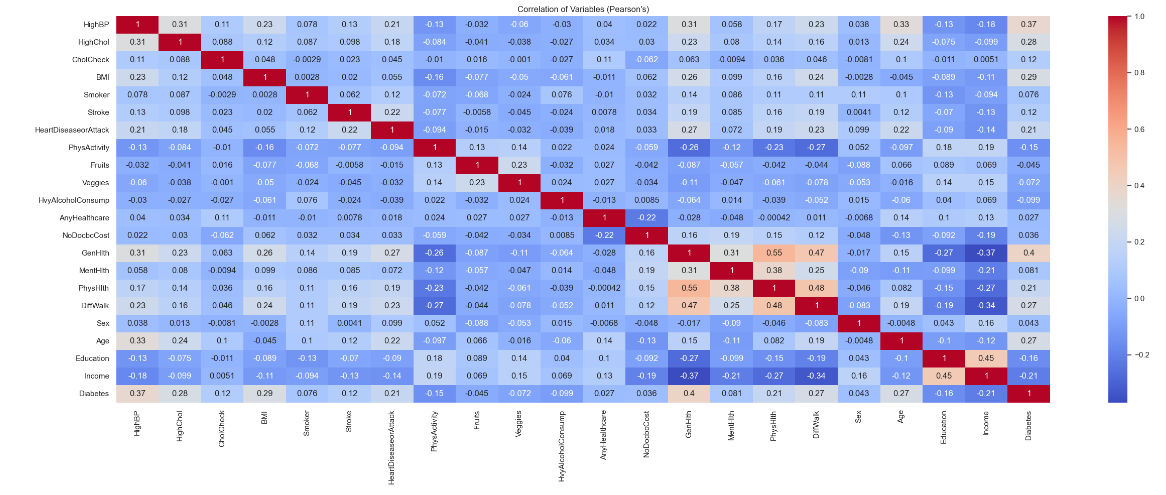 Correlation of Variables (Pearson's)
HighBP 1 0.31 0.11 0.23 0.078 0.13 0.21 -0.13 -0.032 -0.06 -0.03 0.04 0.022 0.31 0.058 0.17 0.23 0.038 0.33 -0.13 -0.18 0.37
HighChol 0.31 1 0.088 0.12 0.087 0.098 0.18 -0.084 -0.041 -0.038 -0.027 0.034 0.03 0.23 0.08 0.14 0.16 0.013 0.24 -0.075 -0.099 0.28
CholCheck 0.11 0.088 1 0.048 -0.0029 0.023 0.045 -0.01 0.016 -0.001 -0.027 0.11 -0.062 0.063 -0.0094 0.036 0.046 -0.0081 0.1 -0.011 0.0051 0.12
BMI 0.23 0.12 0.048 1 0.0028 0.02 0.055 -0.16 -0.077 -0.05 -0.061 -0.011 0.062 0.26 0.099 0.16 0.24 -0.0028 -0.045 -0.089 -0.11 0.29
Smoker 0.078 0.087 -0.0029 0.0028 1 0.062 0.12 -0.072 -0.068 -0.024 0.076 -0.01 0.032 0.14 0.086 0.11 0.11 0.11 0.1 -0.13 -0.094 0.076
Stroke 0.13 0.098 0.023 0.02 0.062 1 0.22 -0.077 -0.0058 -0.045 -0.024 0.0078 0.034 0.19 0.085 0.16 0.19 0.0041 0.12 -0.07 -0.13 0.12
HeartDiseaseorAttack 0.21 0.18 0.045 0.055 0.12 0.22 1 -0.094 -0.015 -0.032 -0.039 0.018 0.033 0.27 0.072 0.19 0.23 0.099 0.22 -0.09 -0.14 0.21
PhysActivity -0.13 -0.084 -0.01 -0.16 -0.072 -0.077 -0.094 1 0.13 0.14 0.022 0.024 -0.059 -0.26 -0.12 -0.23 -0.27 0.052 -0.097 0.18 0.19 -0.15
Fruits -0.032 -0.041 0.016 -0.077 -0.068 -0.0058 -0.015 0.13 1 0.23 -0.032 0.027 -0.042 -0.087 -0.057 -0.042 -0.044 -0.088 0.066 0.089 0.069 -0.045
Veggies -0.06 -0.038 -0.001 -0.05 -0.024 -0.045 -0.032 0.14 0.23 1 0.024 0.027 -0.034 -0.11 -0.047 -0.061 -0.078 -0.053 -0.016 0.14 0.15 -0.072
HvyAlcoholConsump -0.03 -0.027 -0.027 -0.061 0.076 -0.024 -0.039 0.022 -0.032 0.024 1 -0.013 0.0085 -0.064 0.014 -0.039 -0.052 0.015 -0.06 0.04 0.069 -0.099
AnyHealthcare 0.04 0.034 0.11 -0.011 -0.01 0.0078 0.018 0.024 0.027 0.027 -0.013 1 -0.22 -0.028 -0.048 -0.00042 0.011 -0.0068 0.14 0.1 0.13 0.027
NoDocbcCost 0.022 0.03 -0.062 0.062 0.032 0.034 0.033 -0.059 -0.042 -0.034 0.0085 -0.22 1 0.16 0.19 0.15 0.12 -0.048 -0.13 -0.092 -0.19 0.036
GenHlth 0.31 0.23 0.063 0.26 0.14 0.19 0.27 -0.26 -0.087 -0.11 -0.064 -0.028 0.16 1 0.31 0.55 0.47 -0.017 0.15 -0.27 -0.37 0.4
MentHlth 0.058 0.08 -0.0094 0.099 0.086 0.085 0.072 -0.12 -0.057 -0.047 0.014 -0.048 0.19 0.31 1 0.38 0.25 -0.09 -0.11 -0.099 -0.21 0.081
PhysHlth 0.17 0.14 0.036 0.16 0.11 0.16 0.19 -0.23 -0.042 -0.061 -0.039 -0.00042 0.15 0.55 0.38 1 0.48 -0.046 0.082 -0.15 -0.27 0.21
DiffWalk 0.23 0.16 0.046 0.24 0.11 0.19 0.23 -0.27 -0.044 -0.078 -0.052 0.011 0.12 0.47 0.25 0.48 1 -0.083 0.19 -0.19 -0.34 0.27
Sex 0.038 0.013 -0.0081 -0.0028 0.11 0.0041 0.099 0.052 -0.088 -0.053 0.015 -0.0068 -0.048 -0.017 -0.09 -0.046 -0.083 1 -0.0048 0.043 0.16 0.043
Age 0.33 0.24 0.1 -0.045 0.1 0.12 0.22 -0.097 0.066 -0.016 -0.06 0.14 -0.13 0.15 -0.11 0.082 0.19 -0.0048 1 -0.1 -0.12 0.27
Education -0.13 -0.075 -0.011 -0.089 -0.13 -0.07 -0.09 0.18 0.089 0.14 0.04 0.1 -0.092 -0.27 -0.099 -0.15 -0.19 0.043 -0.1 1 0.45 -0.16
Income -0.18 -0.099 0.0051 -0.11 -0.094 -0.13 -0.14 0.19 0.069 0.15 0.069 0.13 -0.19 -0.37 -0.21 -0.27 -0.34 0.16 -0.12 0.45 1 -0.21
Diabetes 0.37 0.28 0.12 0.29 0.076 0.12 0.21 -0.15 -0.045 -0.072 -0.099 0.027 0.036 0.4 0.081 0.21 0.27 0.043 0.27 -0.16 -0.21 1
HighBP HighChol CholCheck BMI Smoker Stroke HeartDiseaseorAttack PhysActivity Fruits Veggies HvyAlcoholConsump AnyHealthcare NoDocbcCost GenHlth MentHlth PhysHlth DiffWalk Sex Age Education Income Diabetes
1.0
0.8
0.6
0.4
0.2
0.0
−0.2